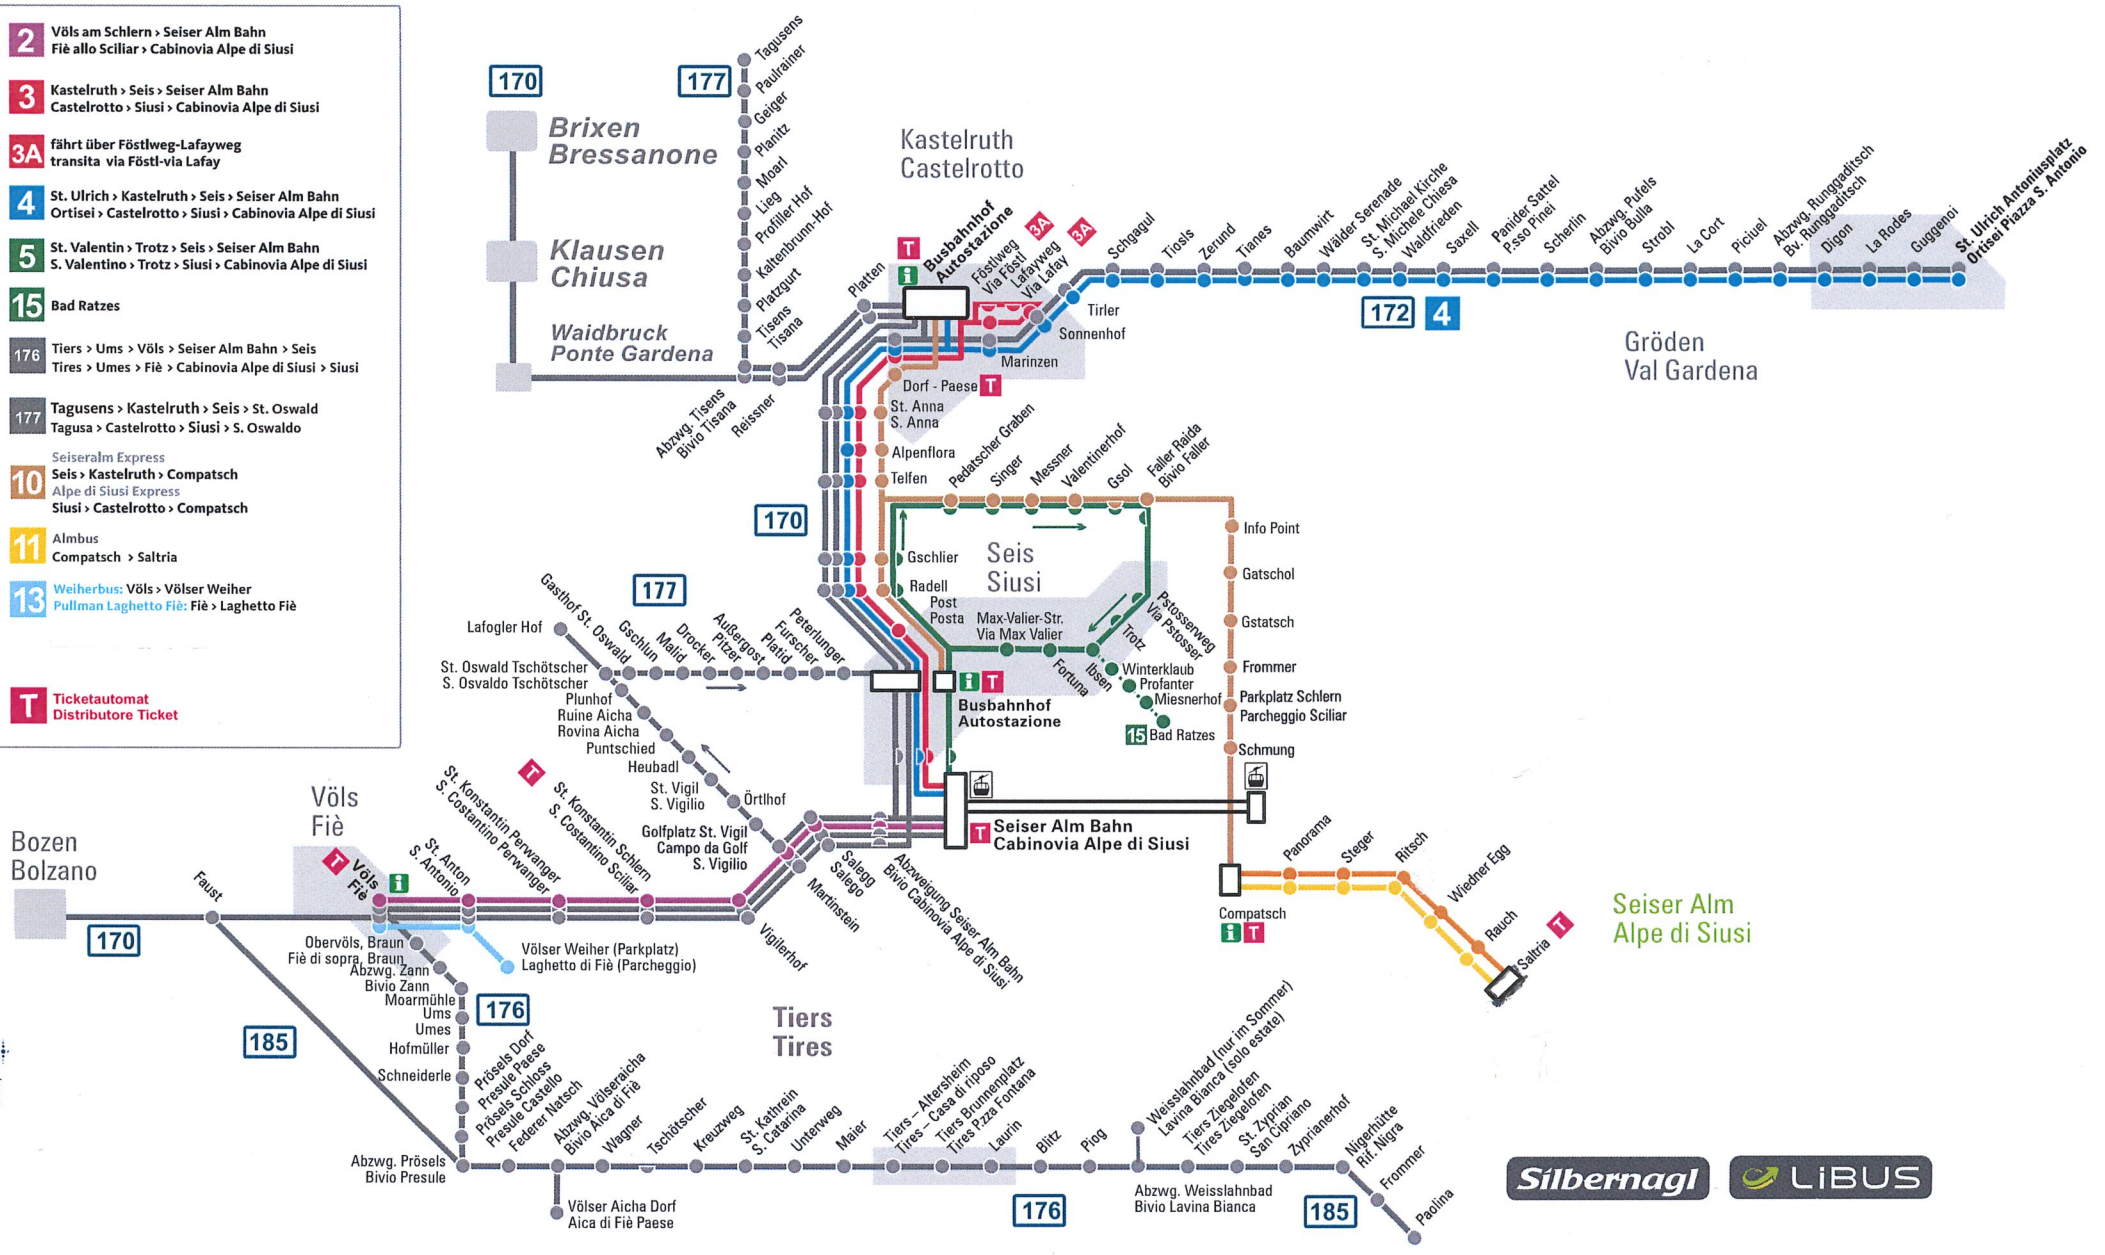 2
Völs am Schlern › Seiser Alm Bahn
Fiè allo Sciliar › Cabinovia Alpe di Siusi
3
Kastelruth › Seis › Seiser Alm Bahn
Castelrotto › Siusi › Cabinovia Alpe di Siusi
3A
fährt über Föstlweg-Lafayweg
transita via Föstl-via Lafay
4
St. Ulrich › Kastelruth › Seis › Seiser Alm Bahn
Ortisei › Castelrotto › Siusi › Cabinovia Alpe di Siusi
5
St. Valentin › Trotz › Seis › Seiser Alm Bahn
S. Valentino › Trotz › Siusi › Cabinovia Alpe di Siusi
15
Bad Ratzes
176
Tiers › Ums › Völs › Seiser Alm Bahn › Seis
Tires › Umes › Fiè › Cabinovia Alpe di Siusi › Siusi
177
Tagusens › Kastelruth › Seis › St. Oswald
Tagusa › Castelrotto › Siusi › S. Oswaldo
10
Seiseralm Express
Seis › Kastelruth › Compatsch
Alpe di Siusi Express
Siusi › Castelrotto › Compatsch
11
Almbus
Compatsch › Saltria
13
Weiherbus: Völs › Völser Weiher
Pullman Laghetto Fiè: Fiè › Laghetto Fiè
T
Ticketautomat
Distributore Ticket
170
Brixen
Bressanone
Klausen
Chiusa
Waidbruck
Ponte Gardena
177
Tagusens
Paulrainer
Geiger
Planitz
Moarl
Lieg
Profiller Hof
Kaltenbrunn-Hof
Platzgurt
Tisens
Tisana
Abzwg. Tisens
Bivio Tisana
Reissner
Platten
Kastelruth
Castelrotto
T
i
Busbahnhof
Autostazione
Föstlweg
Via Föstl
3A
Lafayweg
Via Lafay
3A
Tirler
Sonnenhof
Marinzen
Dorf - Paese
T
Schgagul
Tiosls
Zerund
Tianes
Baumwirt
Wälder Serenade
St. Michael Kirche
S. Michele Chiesa
Waldfrieden
Saxell
Panider Sattel
P.sso Pinei
Scherlin
Abzwg. Pufels
Bivio Bulla
Strobl
La Cort
Piciuel
Abzwg. Runggaditsch
Bv. Runggaditsch
Digon
La Rodes
Guggenoi
St. Ulrich Antoniusplatz
Ortisei Piazza S. Antonio
172
4
Gröden
Val Gardena
St. Anna
S. Anna
Alpenflora
Telfen
170
Pedatscher Graben
Singer
Messner
Valentinerhof
Gsol
Faller Raida
Bivio Faller
Gschlier
Radell
Post
Posta
Seis
Siusi
Max-Valier-Str.
Via Max Valier
Fortuna
Ibsen
Trotz
Pstosserweg
Via Pstosser
Winterklaub
Profanter
Miesnerhof
15
Bad Ratzes
i
T
Busbahnhof
Autostazione
Info Point
Gatschol
Gstatsch
Frommer
Parkplatz Schlern
Parcheggio Sciliar
Schmung
177
Lafogler Hof
Gasthof St. Oswald
Gschlun
Malid
Drocker
Pitzer
Außergost
Platid
Furscher
Peterlunger
St. Oswald Tschötscher
S. Osvaldo Tschötscher
Plunhof
Ruine Aicha
Rovina Aicha
Puntschied
Heubadl
St. Vigil
S. Vigilio
Örtlhof
Golfplatz St. Vigil
Campo da Golf
S. Vigilio
T
Seiser Alm Bahn
Cabinovia Alpe di Siusi
Salegg
Salego
Martinstein
Abzweigung Seiser Alm Bahn
Bivio Cabinovia Alpe di Siusi
Vigilerhof
T
St. Konstantin Schlern
S. Costantino Scillar
St. Konstantin Perwanger
S. Costantino Perwanger
St. Anton
S. Antonio
Völs
Fiè
T
Völs
Fiè
i
Bozen
Bolzano
Faust
170
Völser Weiher (Parkplatz)
Laghetto di Fiè (Parcheggio)
Obervöls, Braun
Fiè di sopra, Braun
Abzwg. Zann
Bivio Zann
Moarmühle
Ums
Umes
Hofmüller
Schneiderle
176
185
Compatsch
i
T
Panorama
Steger
Ritsch
Wiedner Egg
Rauch
Saltria
T
Seiser Alm
Alpe di Siusi
Tiers
Tires
Abzwg. Prösels
Bivio Presule
Prösels Dorf
Presule Paese
Prösels Schloss
Presule Castello
Federer Natsch
Abzwg. Völseraicha
Bivio Aica di Fiè
Völser Aicha Dorf
Aica di Fiè Paese
Wagner
Tschötscher
Kreuzweg
St. Kathrein
S. Catarina
Unterweg
Maier
Tiers – Altersheim
Tires – Casa di riposo
Tiers Brunnenplatz
Tires P.zza Fontana
Laurin
Blitz
Piog
Weisslahnbad (nur im Sommer)
Lavina Bianca (solo estate)
Abzwg. Weisslahnbad
Bivio Lavina Bianca
Tiers Ziegelofen
Tires Ziegelofen
St. Zyprian
San Cipriano
Zyprianerhof
Nigerhütte
Rif. Nigra
Frommer
Paolina
176
185
Silbernagl
LiBUS